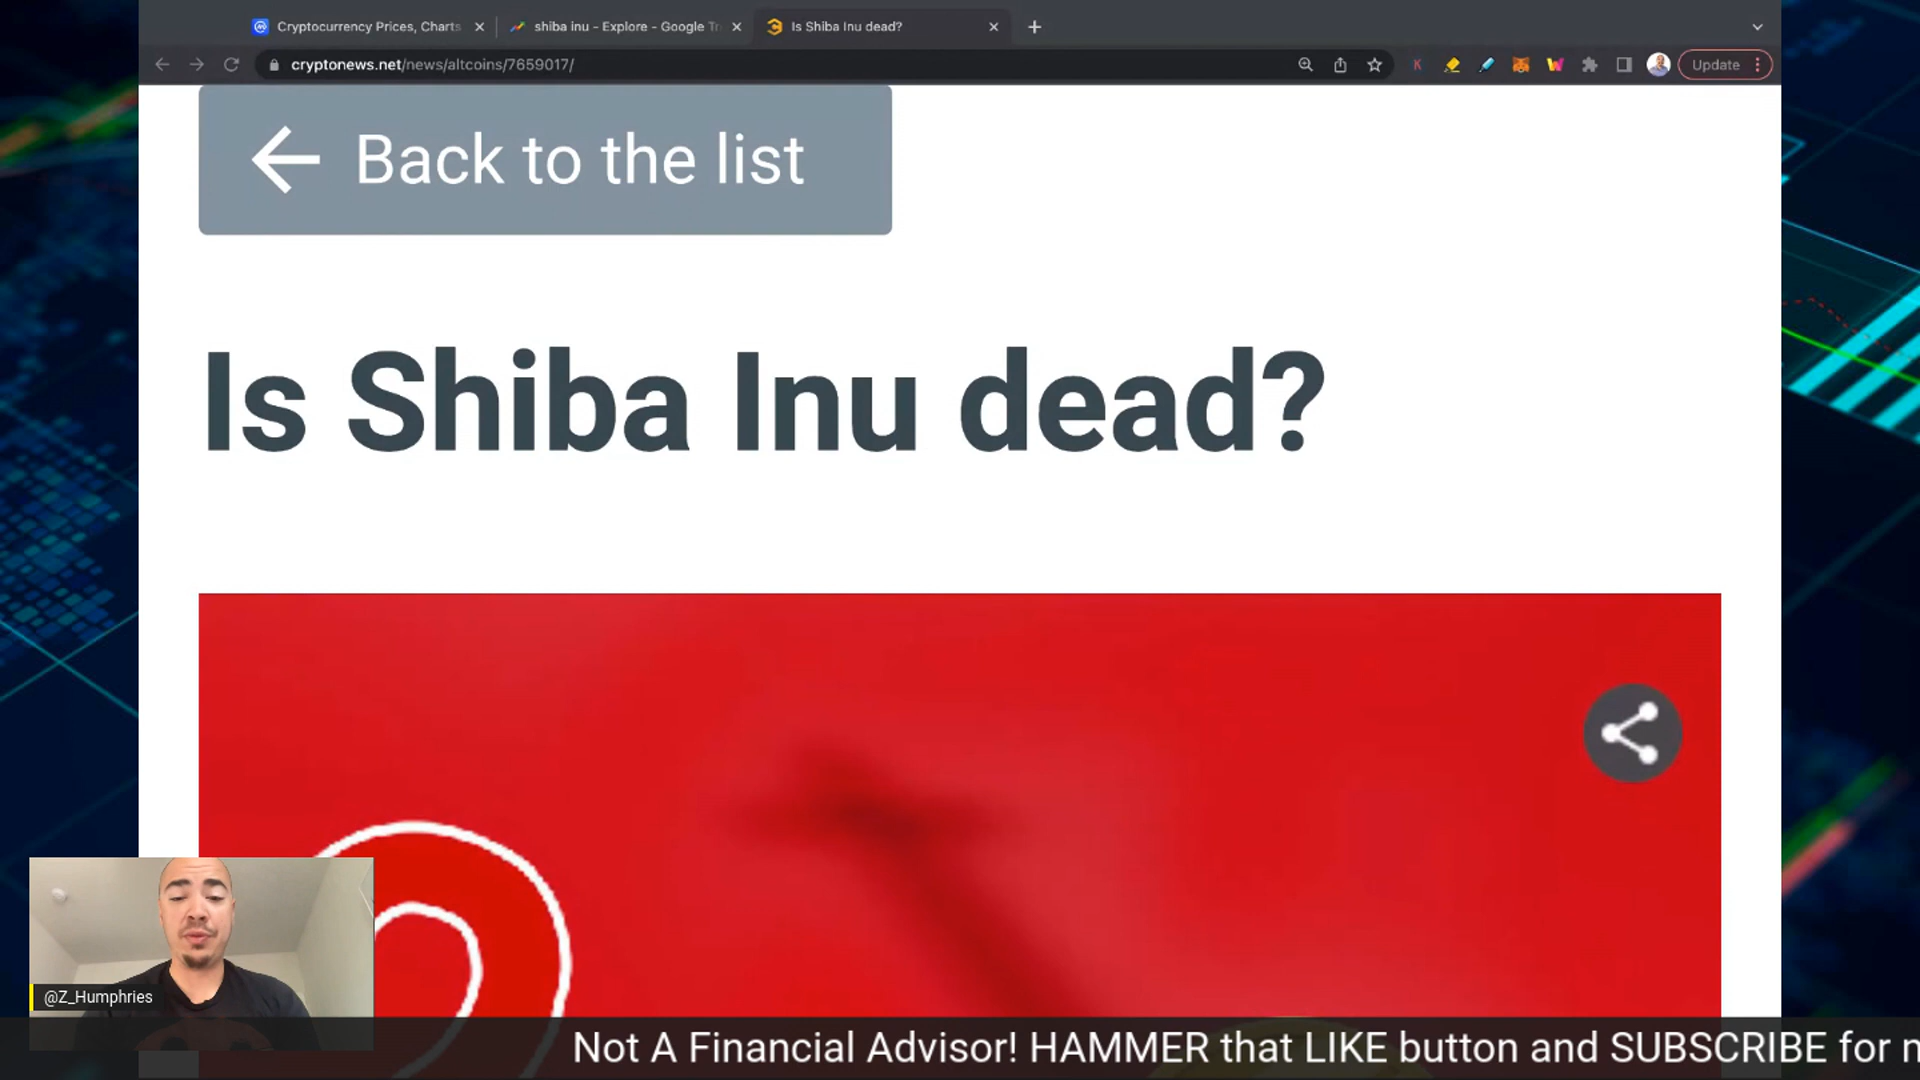 Cryptocurrency Prices, Charts
shiba inu - Explore - Google Tr
Is Shiba Inu dead?
cryptonews.net/news/altcoins/7659017/
K
Update
Back to the list
Is Shiba Inu dead?
@Z_Humphries
Not A Financial Advisor! HAMMER that LIKE button and SUBSCRIBE for